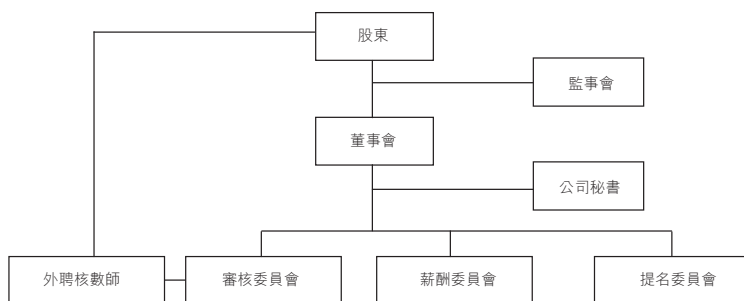 股東
監事會
董事會
公司秘書
外聘核數師
審核委員會
薪酬委員會
提名委員會